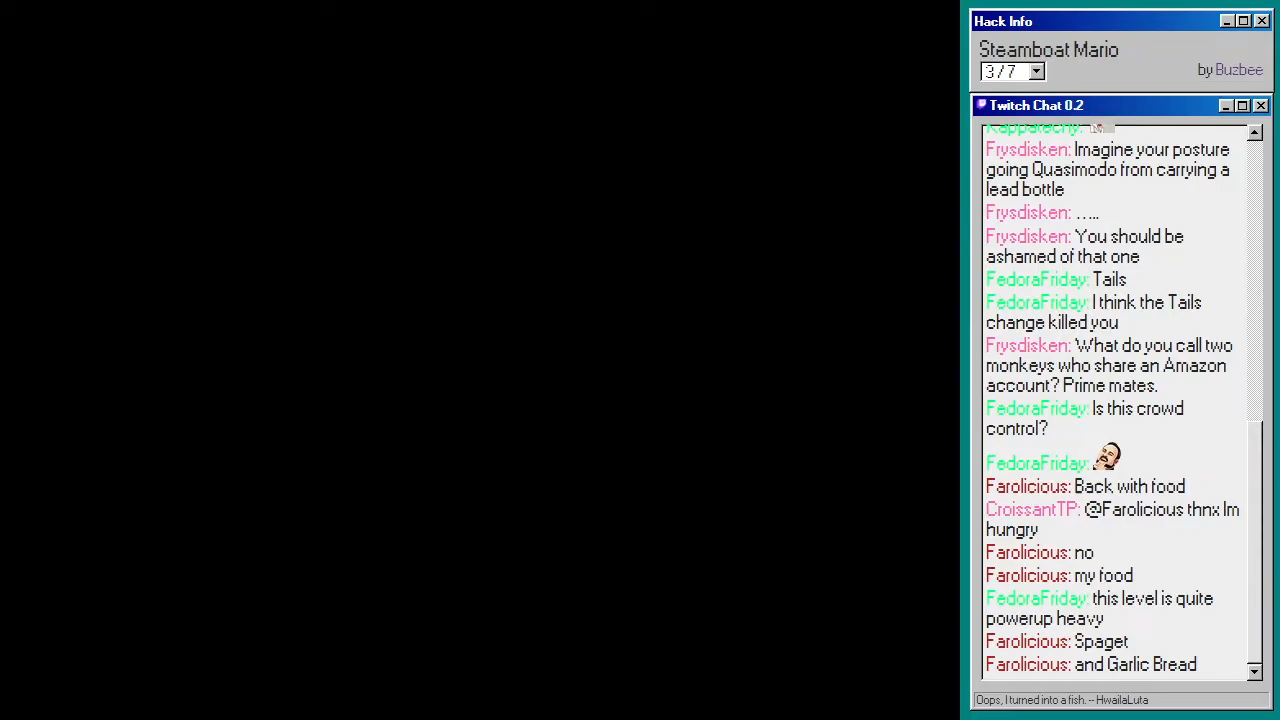 Hack Info
Steamboat Mario
3/7
by Buzbee
Twitch Chat 0.2
Kappatechy:
Frysdisken: Imagine your posture
going Quasimodo from carrying a
lead bottle
Frysdisken: …..
Frysdisken: You should be
ashamed of that one
FedoraFriday: Tails
FedoraFriday: I think the Tails
change killed you
Frysdisken: What do you call two
monkeys who share an Amazon
account? Prime mates.
FedoraFriday: Is this crowd
control?
FedoraFriday:
Farolicious: Back with food
CroissantTP: @Farolicious thnx Im
hungry
Farolicious: no
Farolicious: my food
FedoraFriday: this level is quite
powerup heavy
Farolicious: Spaget
Farolicious: and Garlic Bread
Oops, I turned into a fish. -- HwailaLuta